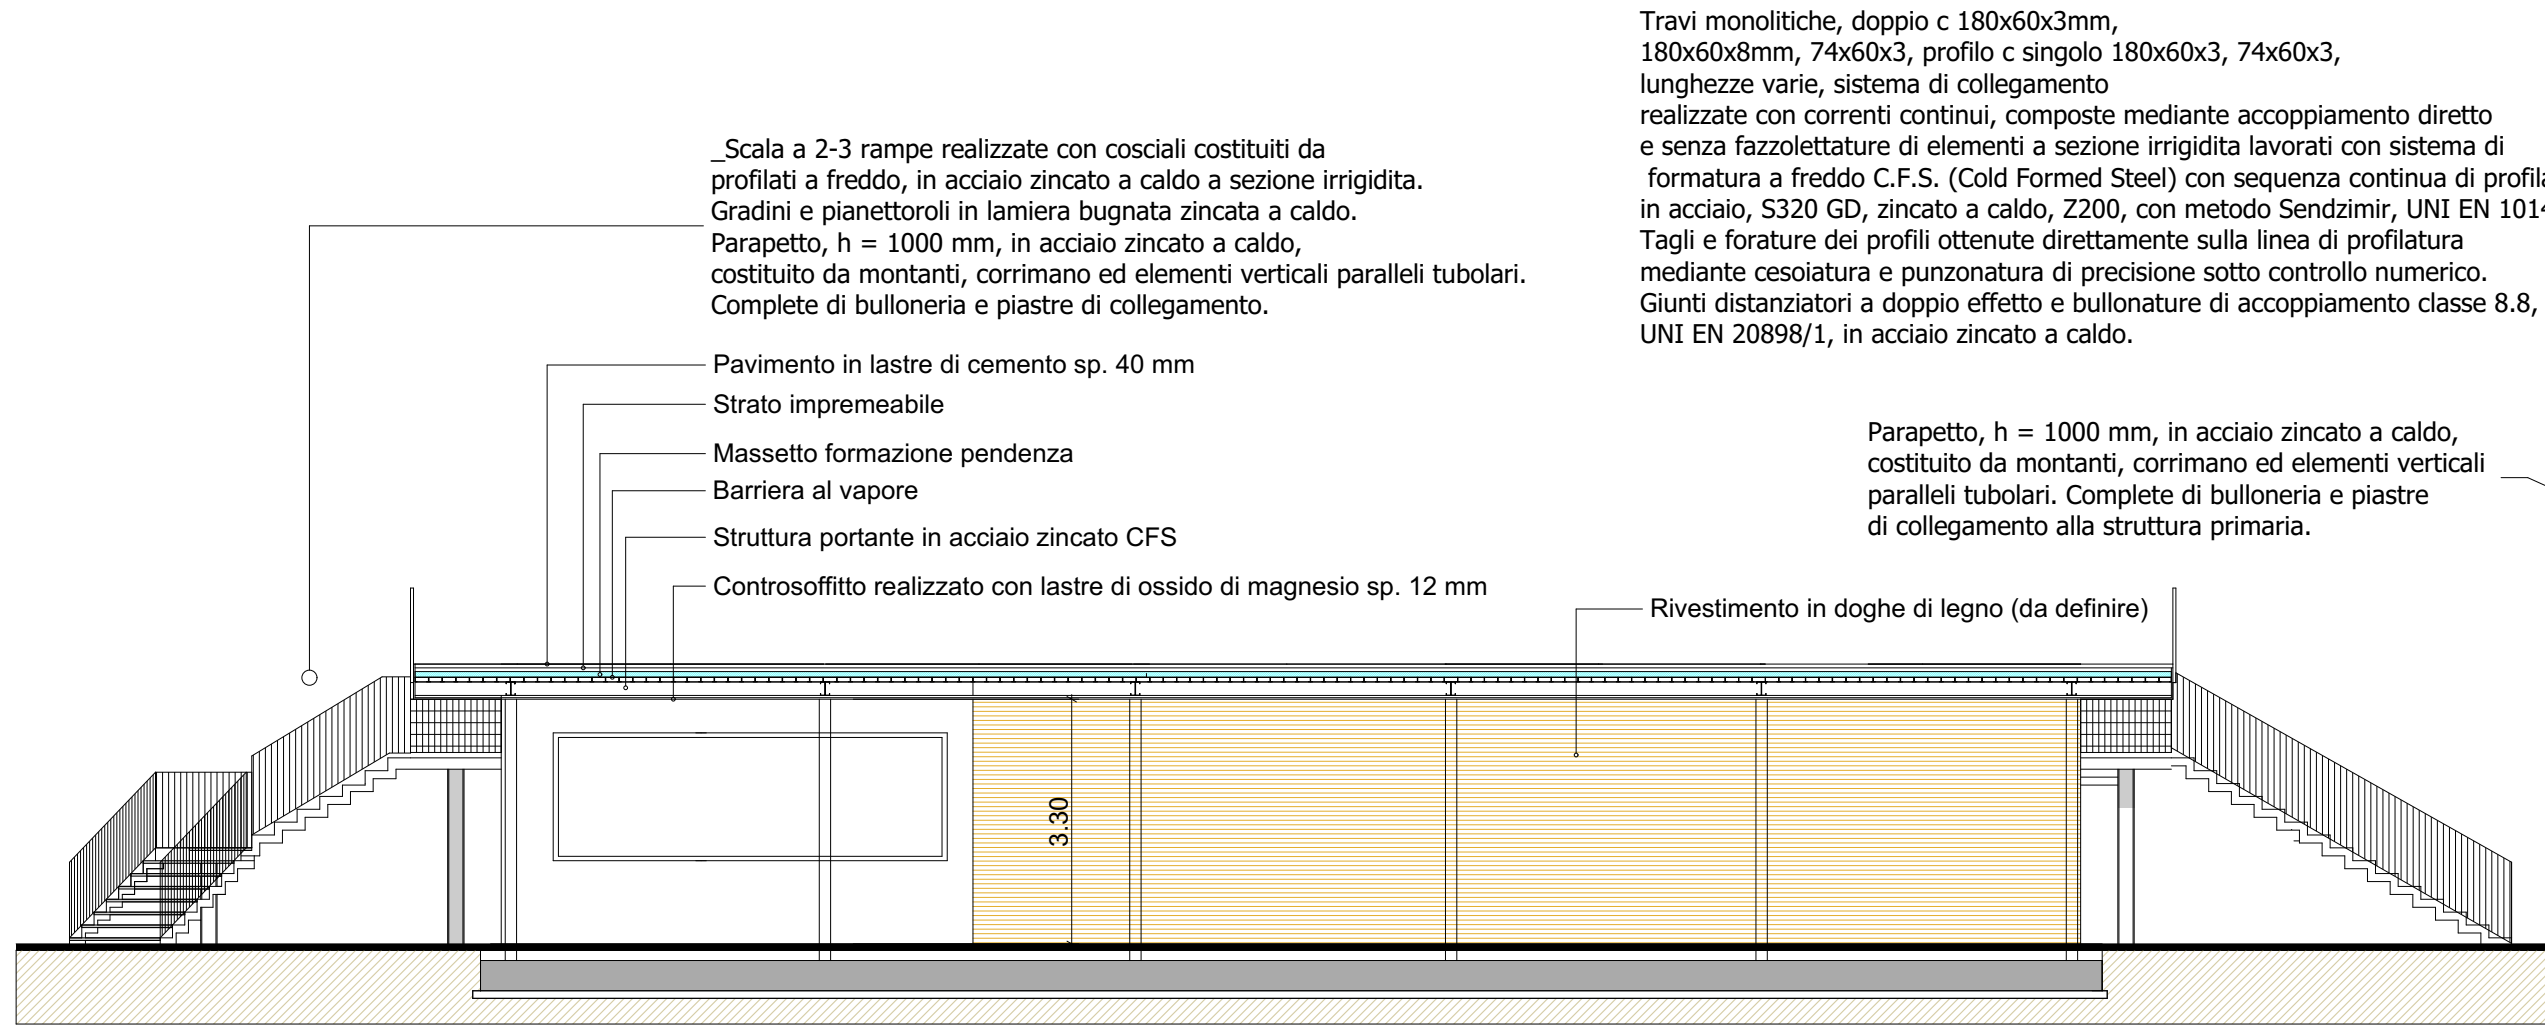 Travi monolitiche, doppio c 180x60x3mm,
180x60x8mm, 74x60x3, profilo c singolo 180x60x3, 74x60x3,
lunghezze varie, sistema di collegamento
realizzate con correnti continui, composte mediante accoppiamento diretto
e senza fazzolettature di elementi a sezione irrigidita lavorati con sistema di
formatura a freddo C.F.S. (Cold Formed Steel) con sequenza continua di
in acciaio, S320 GD, zincato a caldo, Z200, con metodo Sendzimir, UNI EN
Tagli e forature dei profili ottenute direttamente sulla linea di profilatura
mediante cesoiatura e punzonatura di precisione sotto controllo numerico.
Giunti distanziatori a doppio effetto e bullonature di accoppiamento classe 8.8,
UNI EN 20898/1, in acciaio zincato a caldo.
_Scala a 2-3 rampe realizzate con cosciali costituiti da
profilati a freddo, in acciaio zincato a caldo a sezione irrigidita.
Gradini e pianettoroli in lamiera bugnata zincata a caldo.
Parapetto, h = 1000 mm, in acciaio zincato a caldo,
costituito da montanti, corrimano ed elementi verticali paralleli tubolari.
Complete di bulloneria e piastre di collegamento.
Pavimento in lastre di cemento sp. 40 mm
Strato impremeabile
Massetto formazione pendenza
Barriera al vapore
Struttura portante in acciaio zincato CFS
Controsoffitto realizzato con lastre di ossido di magnesio sp. 12 mm
Parapetto, h = 1000 mm, in acciaio zincato a caldo,
costituito da montanti, corrimano ed elementi verticali
paralleli tubolari. Complete di bulloneria e piastre
di collegamento alla struttura primaria.
Rivestimento in doghe di legno (da definire)
3.30